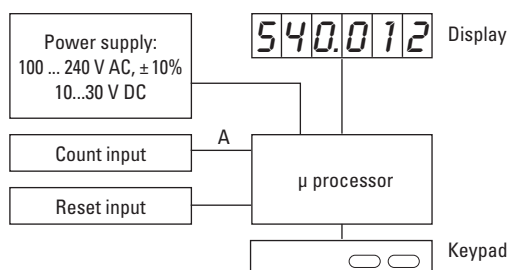 Power supply:
100 ... 240 V AC, ± 10%
10...30 V DC
540.012
Display
Count input
A
µ processor
Reset input
Keypad